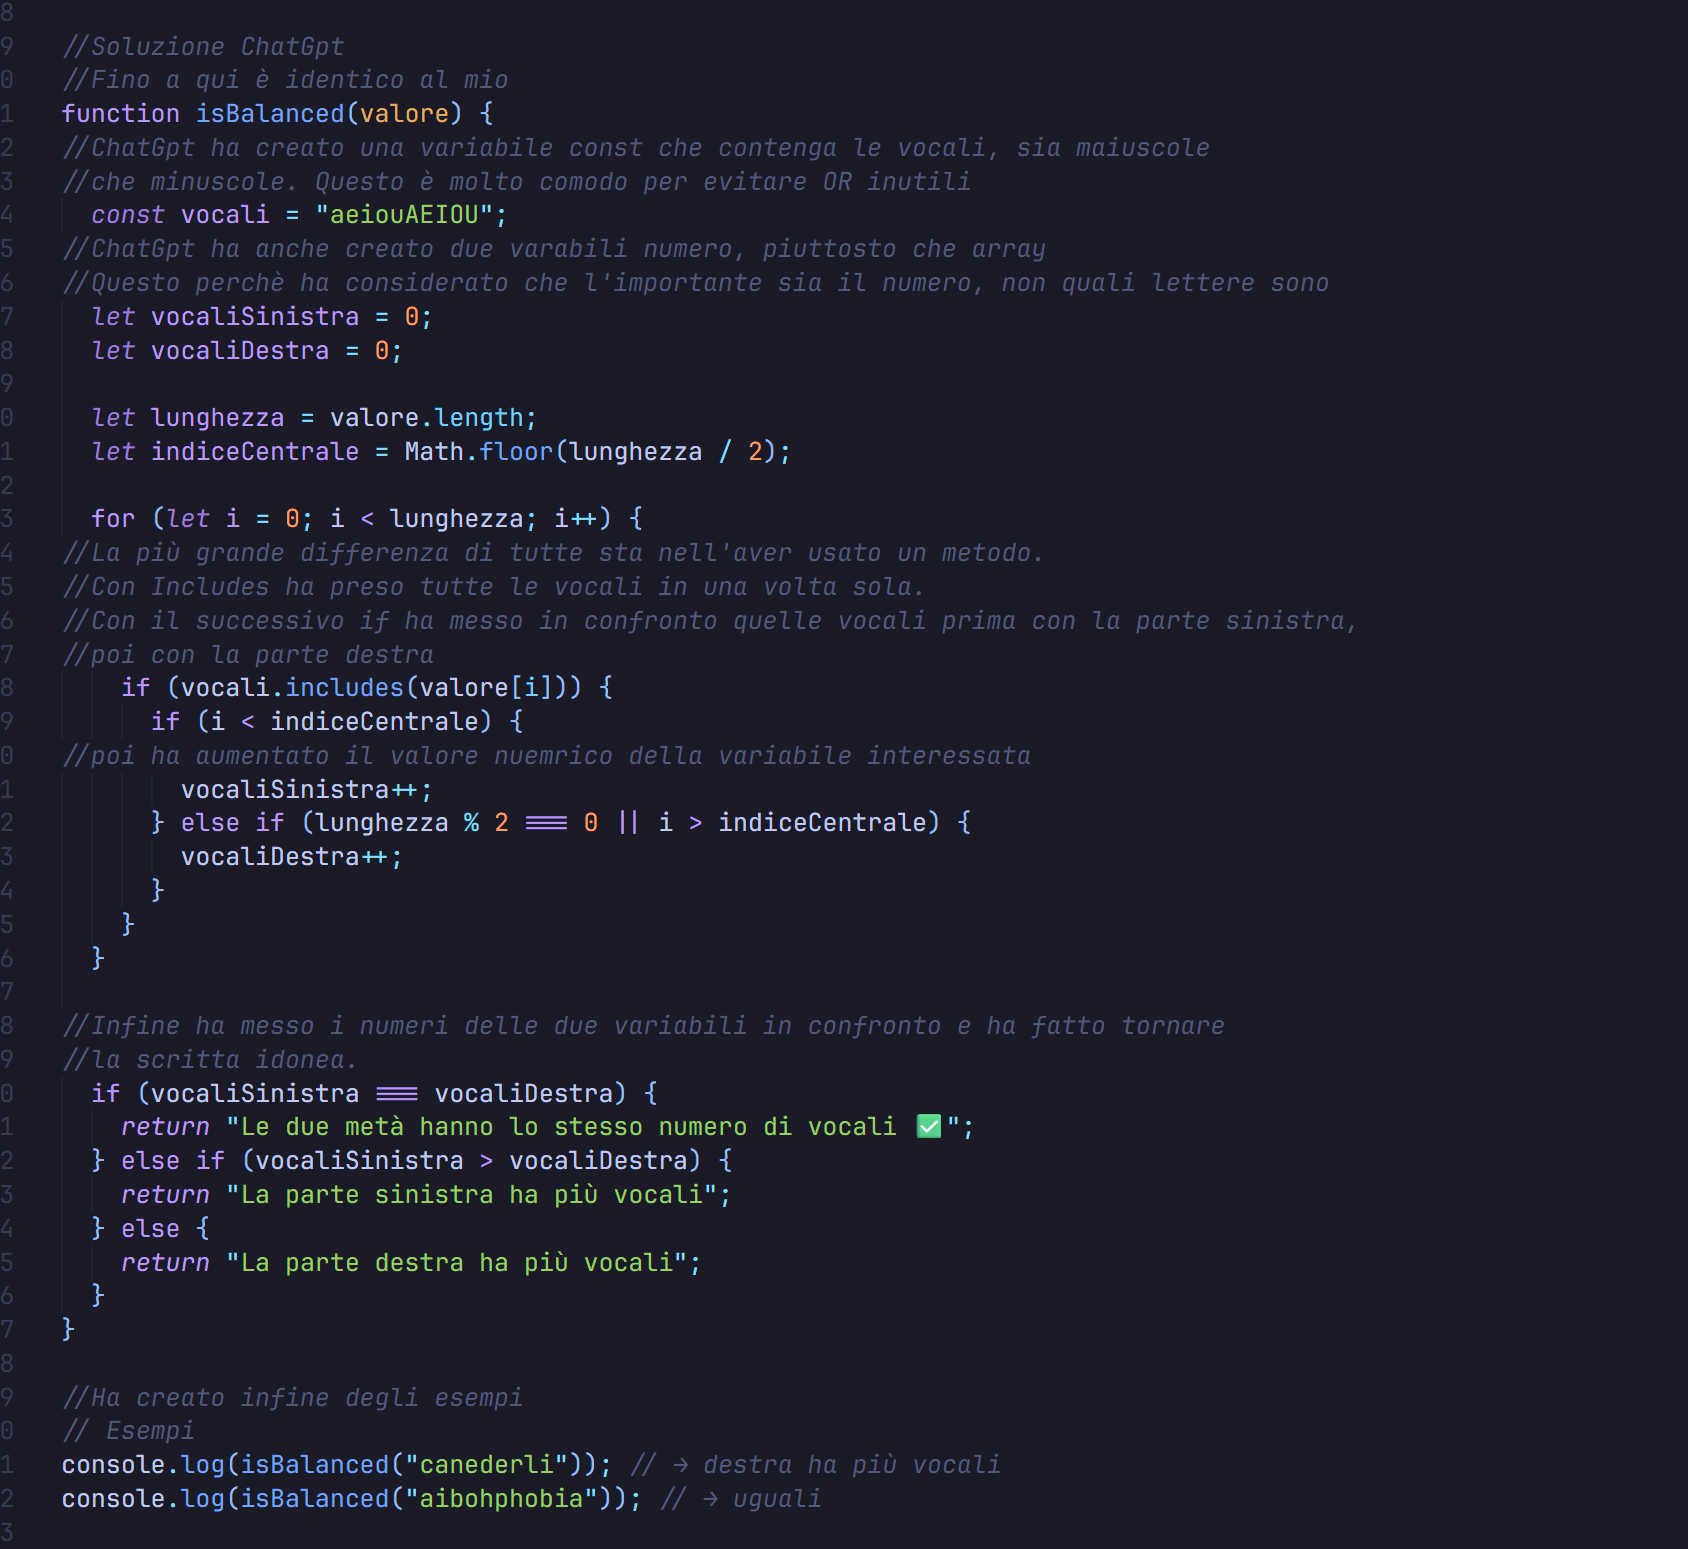 8
9 //Soluzione ChatGpt
0 //Fino a qui è identico al mio
1 function isBalanced(valore) {
2 //ChatGpt ha creato una variabile const che contenga le vocali, sia maiuscole
3 //che minuscole. Questo è molto comodo per evitare OR inutili
4 const vocali = "aeiouAEIOU";
5 //ChatGpt ha anche creato due varabili numero, piuttosto che array
6 //Questo perchè ha considerato che l'importante sia il numero, non quali lettere sono
7 let vocaliSinistra = 0;
8 let vocaliDestra = 0;
9
0 let lunghezza = valore.length;
1 let indiceCentrale = Math.floor(lunghezza / 2);
2
3 for (let i = 0; i < lunghezza; i++) {
4 //La più grande differenza di tutte sta nell'aver usato un metodo.
5 //Con Includes ha preso tutte le vocali in una volta sola.
6 //Con il successivo if ha messo in confronto quelle vocali prima con la parte sinistra,
7 //poi con la parte destra
8 if (vocali.includes(valore[i])) {
9 if (i < indiceCentrale) {
0 //poi ha aumentato il valore nuemrico della variabile interessata
1 vocaliSinistra++;
2 } else if (lunghezza % 2 === 0 || i > indiceCentrale) {
3 vocaliDestra++;
4 }
5 }
6 }
7
8 //Infine ha messo i numeri delle due variabili in confronto e ha fatto tornare
9 //la scritta idonea.
0 if (vocaliSinistra === vocaliDestra) {
1 return "Le due metà hanno lo stesso numero di vocali ✅";
2 } else if (vocaliSinistra > vocaliDestra) {
3 return "La parte sinistra ha più vocali";
4 } else {
5 return "La parte destra ha più vocali";
6 }
7 }
8
9 //Ha creato infine degli esempi
0 // Esempi
1 console.log(isBalanced("canederli")); // → destra ha più vocali
2 console.log(isBalanced("aibohphobia")); // → uguali
3